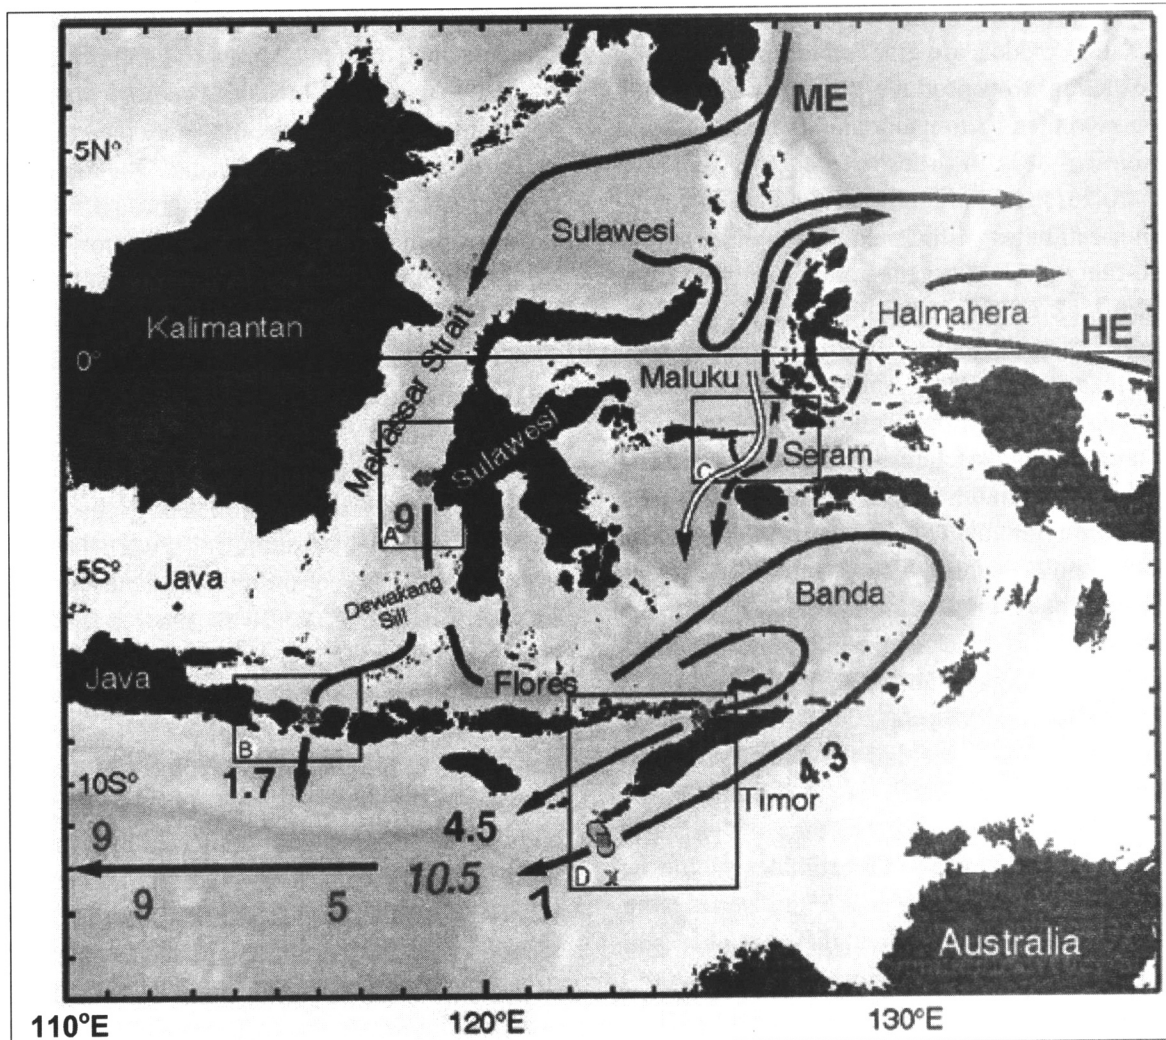 ME
5N°
Sulawesi
Kalimantan
Makassar Strait
Halmahera
HE
0°
Maluku
Sulawesi
C
Seram
9
A
5S°
Java
Dewakang
Sill
Banda
Java
Flores
B
10S°
1.7
4.3
Timor
4.5
9
10.5
D
x
9
5
7
Australia
110°E
120°E
130°E